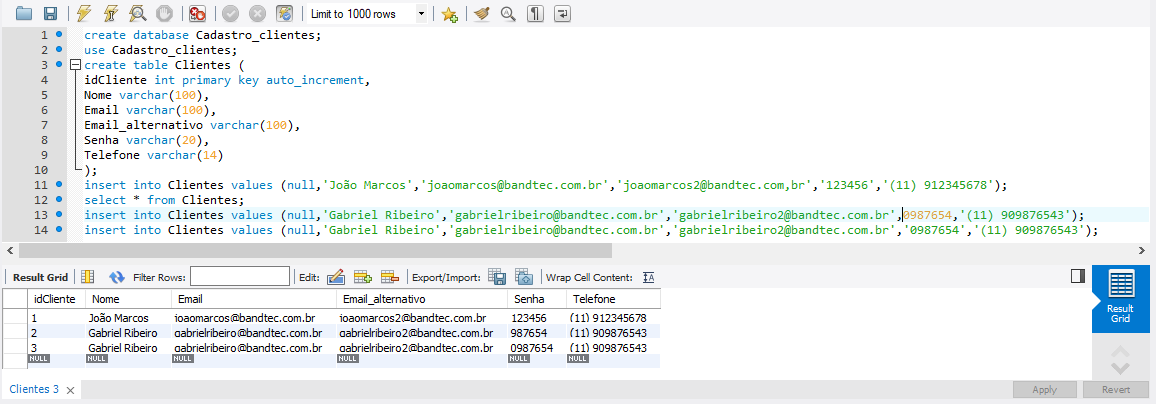 Limit to 1000 rows
1 create database Cadastro_clientes;
2 use Cadastro_clientes;
3 create table Clientes (
4 idCliente int primary key auto_increment,
5 Nome varchar(100),
6 Email varchar(100),
7 Email_alternativo varchar(100),
8 Senha varchar(20),
9 Telefone varchar(14)
10 );
11 insert into Clientes values (null,'João Marcos','joaomarcos@bandtec.com.br','joaomarcos2@bandtec.com,br','123456','(11) 912345678');
12 select * from Clientes;
13 insert into Clientes values (null,'Gabriel Ribeiro','gabrielribeiro@bandtec.com.br','gabrielribeiro2@bandtec.com.br',0987654,'(11) 909876543');
14 insert into Clientes values (null,'Gabriel Ribeiro','gabrielribeiro@bandtec.com.br','gabrielribeiro2@bandtec.com.br','0987654','(11) 909876543');
Result Grid Filter Rows: Edit: Export/Import: Wrap Cell Content:
idCliente Nome Email Email_alternativo Senha Telefone
1 João Marcos joaomarcos@bandtec.com.br joaomarcos2@bandtec.com.br 123456 (11) 912345678
2 Gabriel Ribeiro gabrielribeiro@bandtec.com.br gabrielribeiro2@bandtec.com.br 987654 (11) 909876543
3 Gabriel Ribeiro gabrielribeiro@bandtec.com.br gabrielribeiro2@bandtec.com.br 0987654 (11) 909876543
NULL NULL NULL NULL NULL NULL
Result
Grid
Clientes 3 Apply Revert